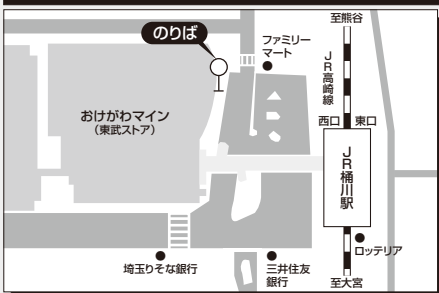 のりば
ファミリー
マート
至熊谷
JR高崎線
おけがわマイン
（東武ストア）
西口
東口
JR桶川駅
ロッテリア
埼玉りそな銀行
三井住友
銀行
至大宮